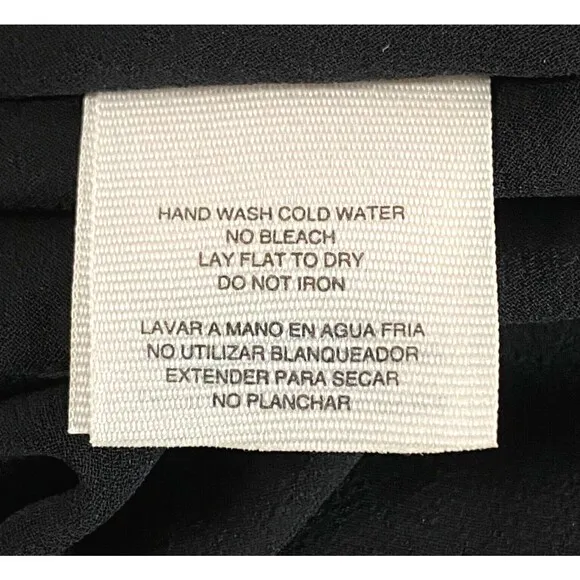 HAND WASH COLD WATER
NO BLEACH
LAY FLAT TO DRY
DO NOT IRON
LAVAR A MANO EN AGUA FRIA
NO UTILIZAR BLANQUEADOR
EXTENDER PARA SECAR
NO PLANCHAR